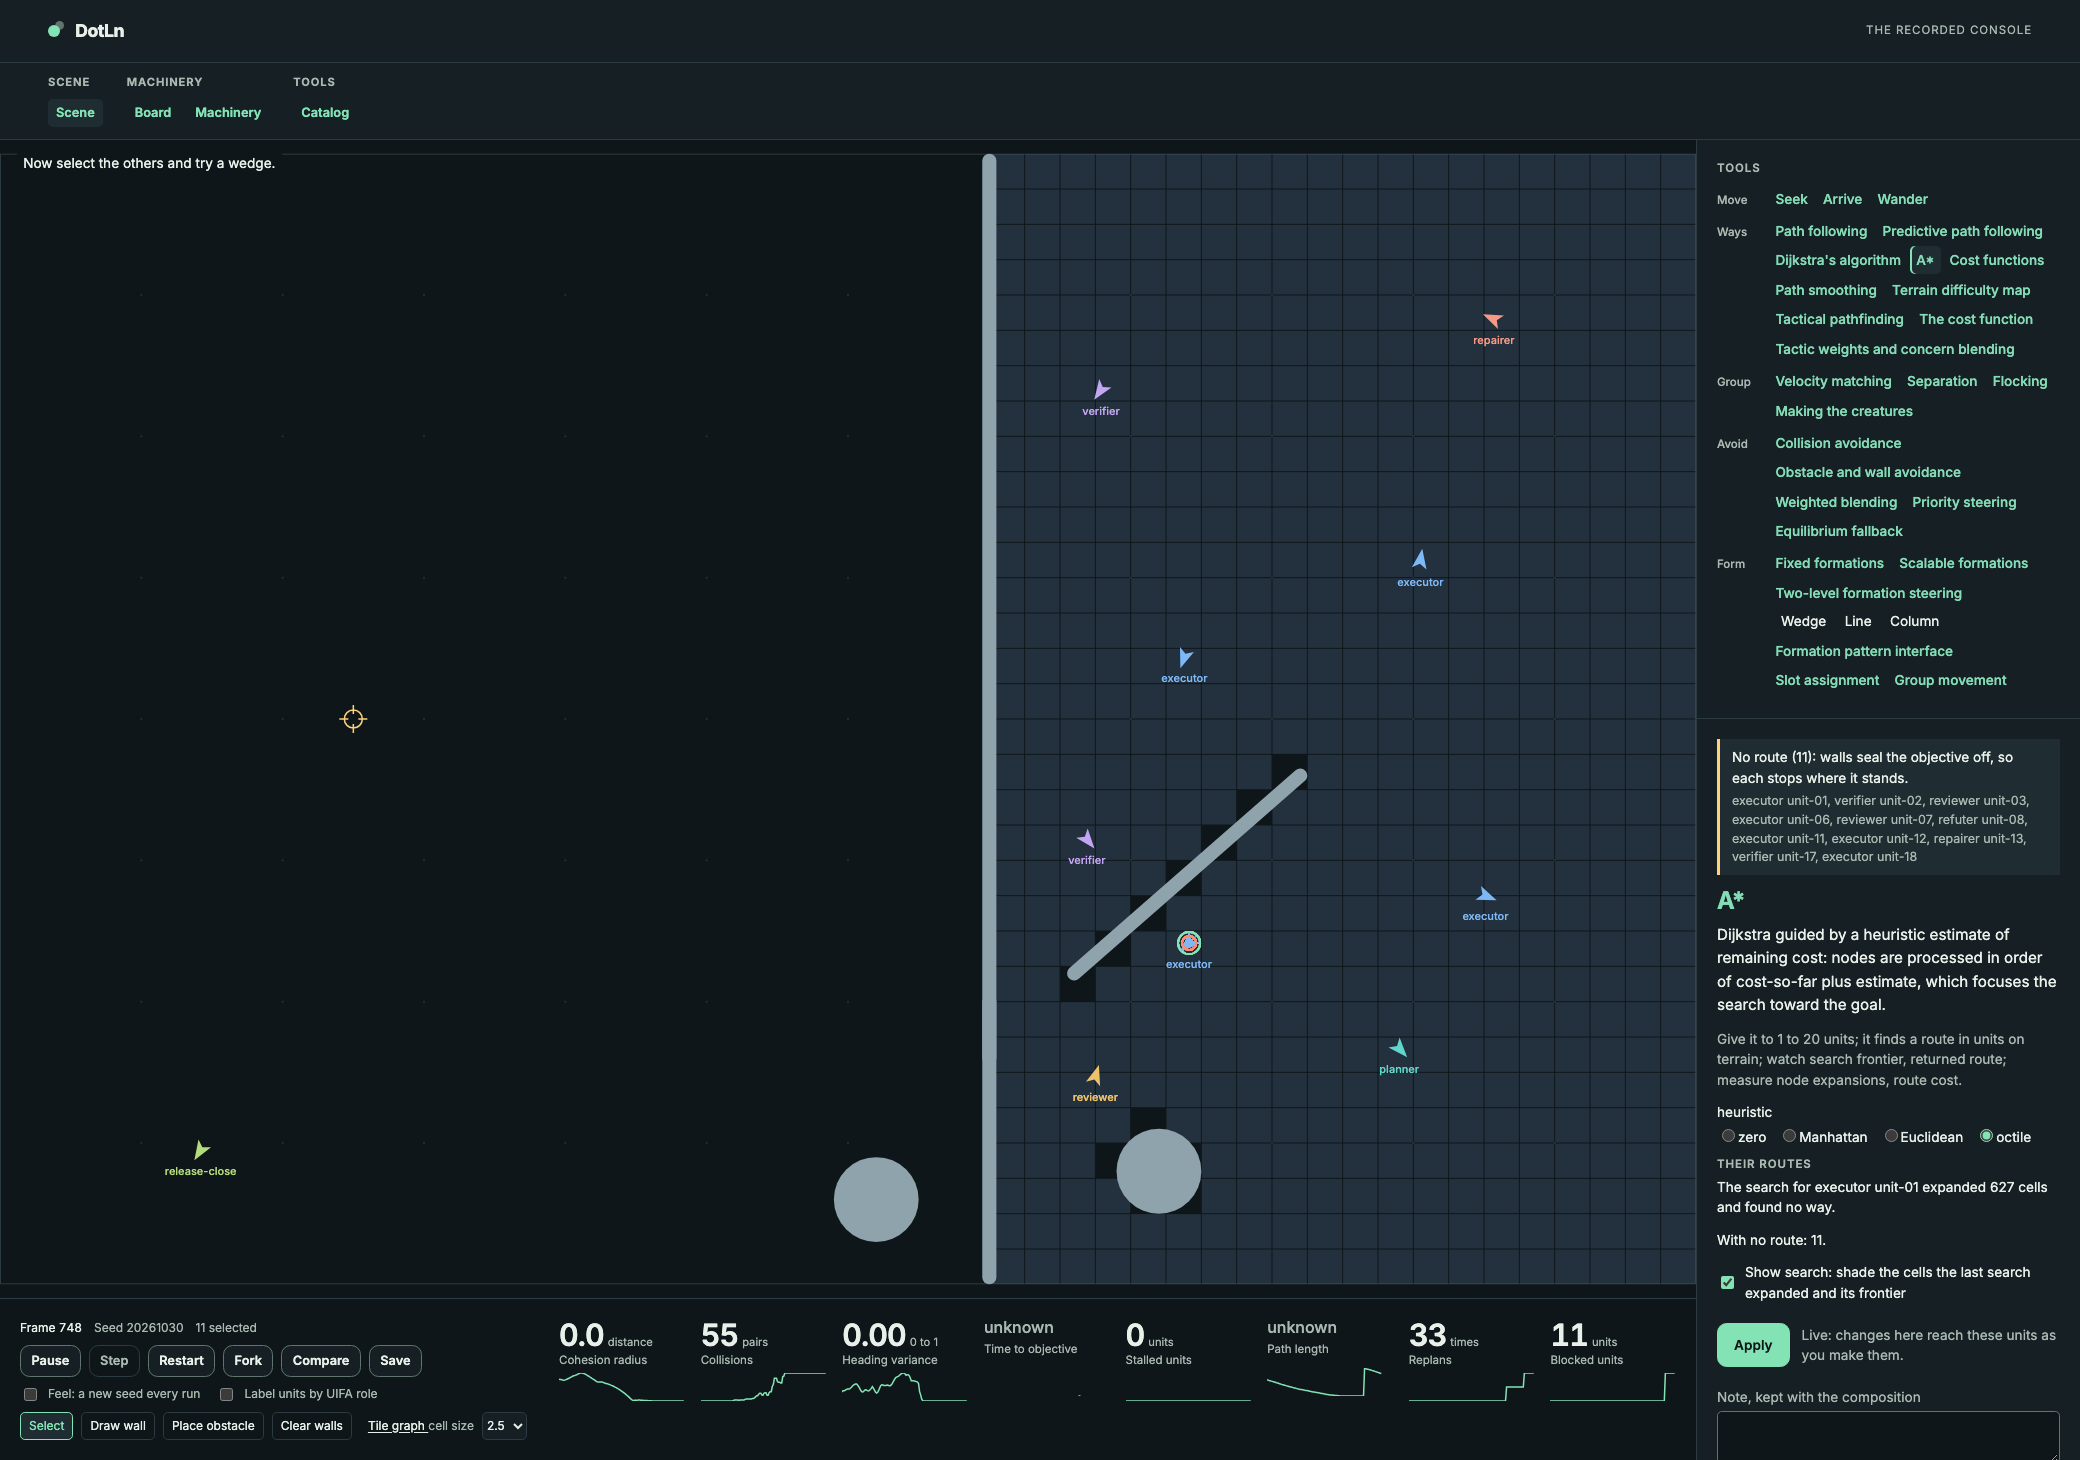 DotLn
THE RECORDED CONSOLE
SCENE MACHINERY TOOLS
Scene Board Machinery Catalog
Now select the others and try a wedge.
repairer
verifier
executor
executor
verifier
executor
executor
planner
reviewer
release-close
TOOLS
Move Seek Arrive Wander
Ways Path following Predictive path following
Dijkstra's algorithm A* Cost functions
Path smoothing Terrain difficulty map
Tactical pathfinding The cost function
Tactic weights and concern blending
Group Velocity matching Separation Flocking
Making the creatures
Avoid Collision avoidance
Obstacle and wall avoidance
Weighted blending Priority steering
Equilibrium fallback
Form Fixed formations Scalable formations
Two-level formation steering
Wedge Line Column
Formation pattern interface
Slot assignment Group movement
No route (11): walls seal the objective off, so
each stops where it stands.
executor unit-01, verifier unit-02, reviewer unit-03,
executor unit-06, reviewer unit-07, refuter unit-08,
executor unit-11, executor unit-12, repairer unit-13,
verifier unit-17, executor unit-18
A*
Dijkstra guided by a heuristic estimate of
remaining cost: nodes are processed in order
of cost-so-far plus estimate, which focuses the
search toward the goal.
Give it to 1 to 20 units; it finds a route in units on
terrain; watch search frontier, returned route;
measure node expansions, route cost.
heuristic
zero Manhattan Euclidean octile
THEIR ROUTES
The search for executor unit-01 expanded 627 cells
and found no way.
With no route: 11.
Show search: shade the cells the last search
expanded and its frontier
Apply Live: changes here reach these units as
you make them.
Note, kept with the composition
Frame 748 Seed 20261030 11 selected
Pause Step Restart Fork Compare Save
Feel: a new seed every run Label units by UIFA role
Select Draw wall Place obstacle Clear walls Tile graph cell size 2.5
0.0 distance
Cohesion radius
55 pairs
Collisions
0.00 0 to 1
Heading variance
unknown
Time to objective
0 units
Stalled units
unknown
Path length
33 times
Replans
11 units
Blocked units